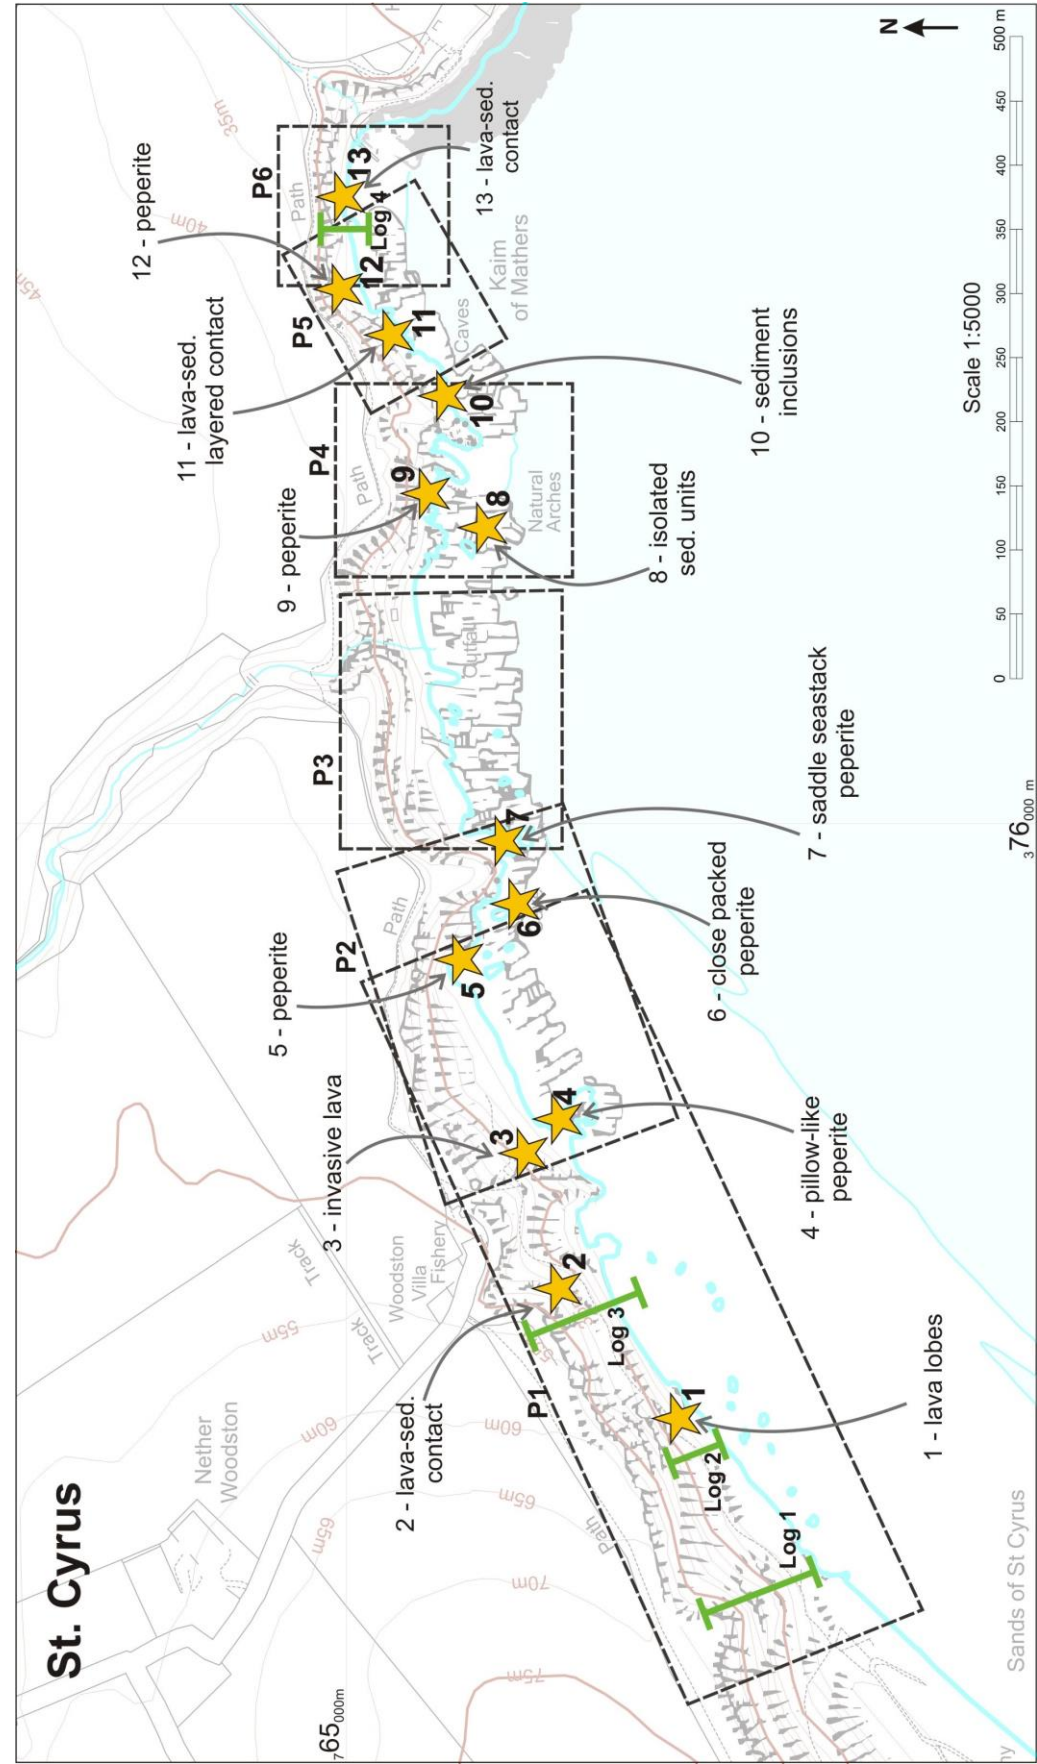 St. Cyrus
N
0
50
100
150
200
250
300
350
400
450
500 m
Scale 1:5000
765000m
376000 m
Nether
Woodston
Woodston
Villa
Fishery
Track
Track
Path
Path
Path
Path
35m
40m
45m
55m
60m
60m
65m
65m
70m
75m
Outfall
Natural
Arches
Caves
Kaim
of Mathers
Sands of St Cyrus
P1
P2
P3
P4
P5
P6
Log 1
Log 2
Log 3
Log 4
1
2
3
4
5
6
7
8
9
10
11
12
13
1 - lava lobes
2 - lava-sed.
contact
3 - invasive lava
4 - pillow-like
peperite
5 - peperite
6 - close packed
peperite
7 - saddle seastack
peperite
8 - isolated
sed. units
9 - peperite
10 - sediment
inclusions
11 - lava-sed.
layered contact
12 - peperite
13 - lava-sed.
contact